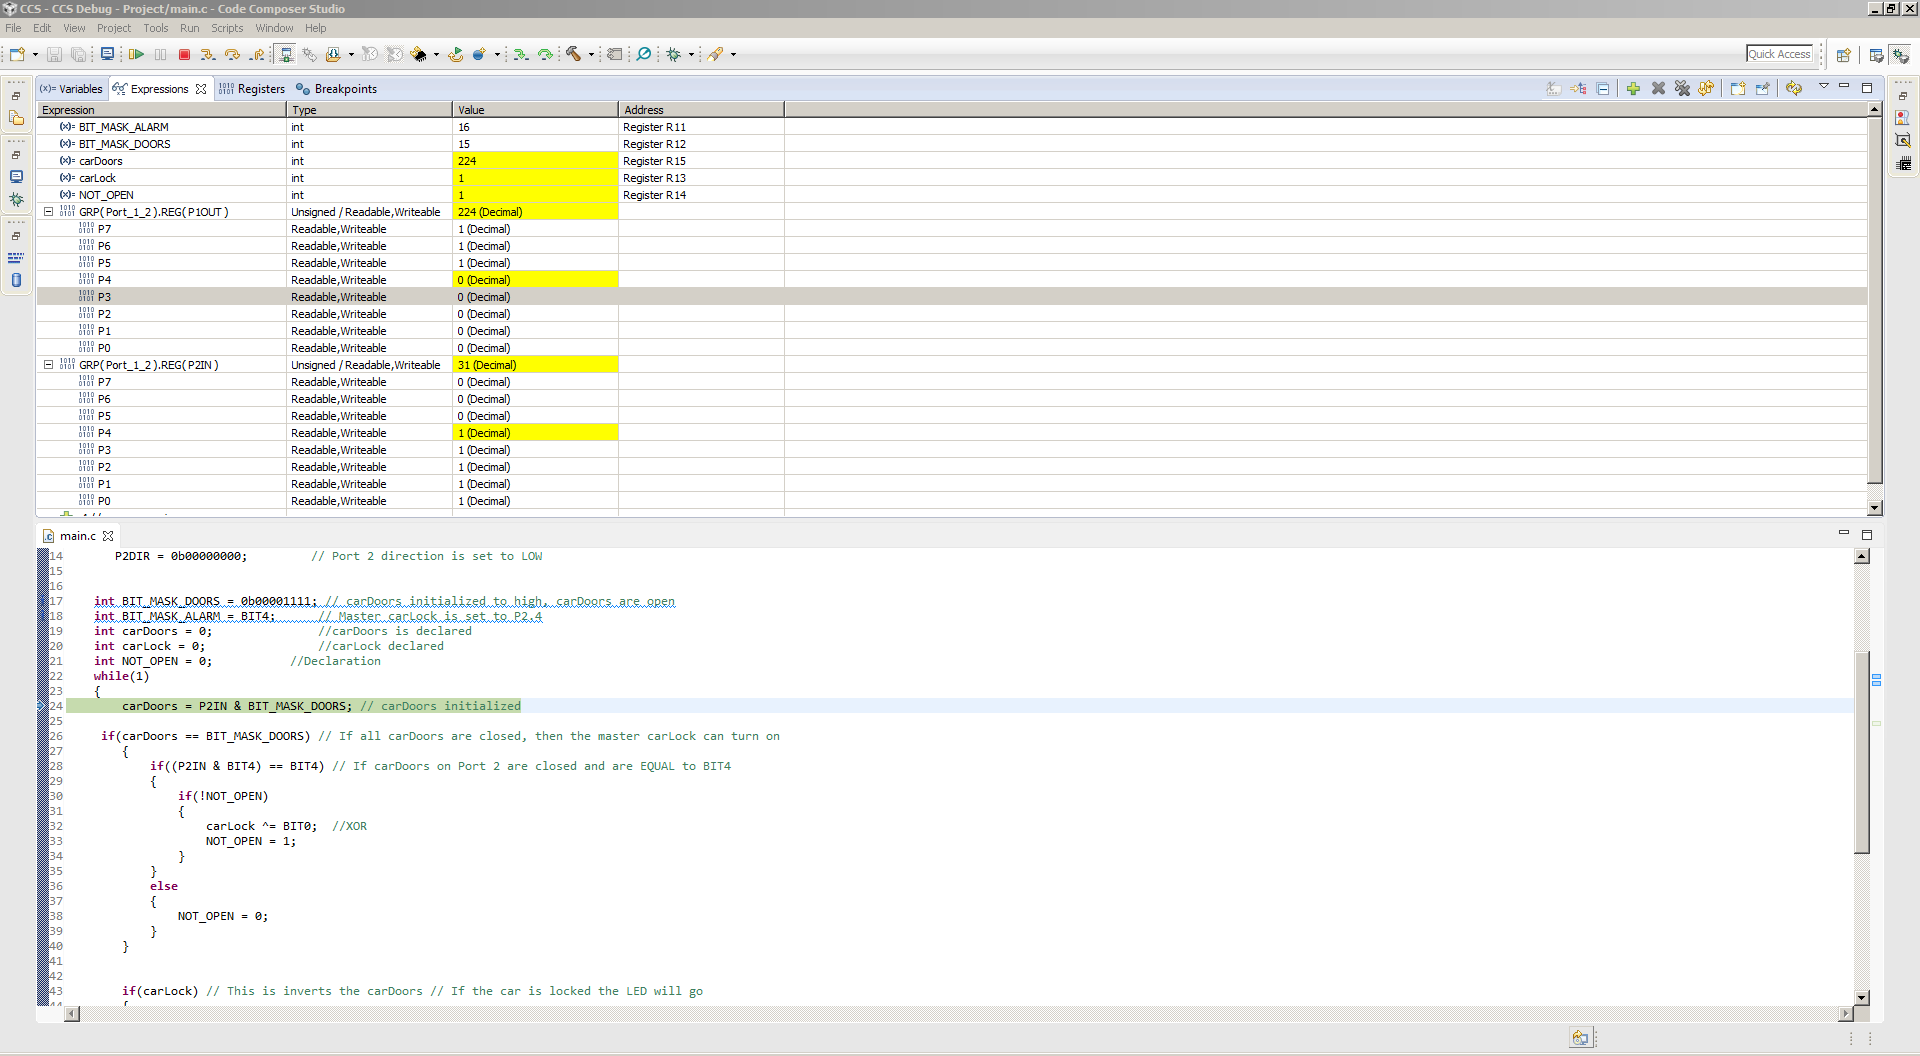 CCS - CCS Debug - Project/main.c - Code Composer Studio
File Edit View Project Tools Run Scripts Window Help
Quick Access
(x)= Variables Expressions Registers Breakpoints
Expression Type Value Address
(x)= BIT_MASK_ALARM int 16 Register R11
(x)= BIT_MASK_DOORS int 15 Register R12
(x)= carDoors int 224 Register R15
(x)= carLock int 1 Register R13
(x)= NOT_OPEN int 1 Register R14
GRP(Port_1_2).REG(P1OUT) Unsigned / Readable,Writeable 224 (Decimal)
P7 Readable,Writeable 1 (Decimal)
P6 Readable,Writeable 1 (Decimal)
P5 Readable,Writeable 1 (Decimal)
P4 Readable,Writeable 0 (Decimal)
P3 Readable,Writeable 0 (Decimal)
P2 Readable,Writeable 0 (Decimal)
P1 Readable,Writeable 0 (Decimal)
P0 Readable,Writeable 0 (Decimal)
GRP(Port_1_2).REG(P2IN) Unsigned / Readable,Writeable 31 (Decimal)
P7 Readable,Writeable 0 (Decimal)
P6 Readable,Writeable 0 (Decimal)
P5 Readable,Writeable 0 (Decimal)
P4 Readable,Writeable 1 (Decimal)
P3 Readable,Writeable 1 (Decimal)
P2 Readable,Writeable 1 (Decimal)
P1 Readable,Writeable 1 (Decimal)
P0 Readable,Writeable 1 (Decimal)
main.c
14 P2DIR = 0b00000000; // Port 2 direction is set to LOW
15
16
17 int BIT_MASK_DOORS = 0b00001111; // carDoors initialized to high, carDoors are open
18 int BIT_MASK_ALARM = BIT4; // Master carLock is set to P2.4
19 int carDoors = 0; //carDoors is declared
20 int carLock = 0; //carLock declared
21 int NOT_OPEN = 0; //Declaration
22 while(1)
23 {
24 carDoors = P2IN & BIT_MASK_DOORS; // carDoors initialized
25
26 if(carDoors == BIT_MASK_DOORS) // If all carDoors are closed, then the master carLock can turn on
27 {
28 if((P2IN & BIT4) == BIT4) // If carDoors on Port 2 are closed and are EQUAL to BIT4
29 {
30 if(!NOT_OPEN)
31 {
32 carLock ^= BIT0; //XOR
33 NOT_OPEN = 1;
34 }
35 }
36 else
37 {
38 NOT_OPEN = 0;
39 }
40 }
41
42
43 if(carLock) // This is inverts the carDoors // If the car is locked the LED will go
44 {